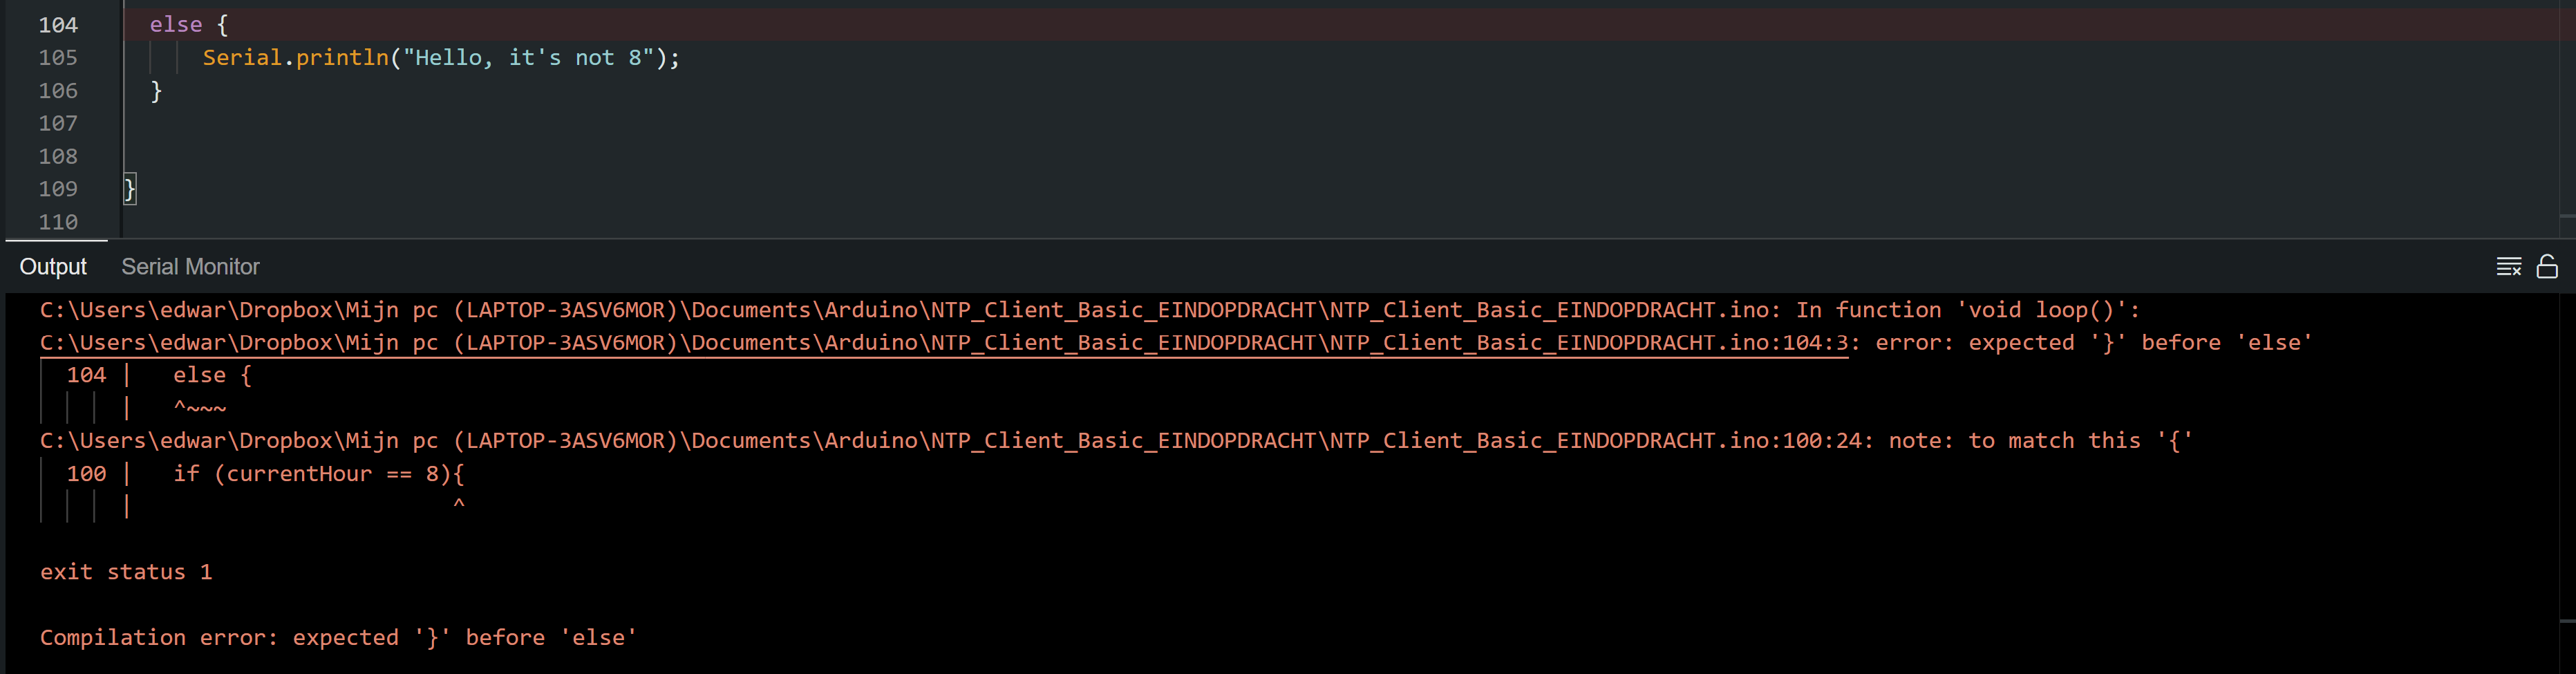 104 else {
105 Serial.println("Hello, it's not 8");
106 }
107
108
109 }
110
Output Serial Monitor
C:\Users\edwar\Dropbox\Mijn pc (LAPTOP-3ASV6MOR)\Documents\Arduino\NTP_Client_Basic_EINDOPDRACHT\NTP_Client_Basic_EINDOPDRACHT.ino: In function 'void loop()':
C:\Users\edwar\Dropbox\Mijn pc (LAPTOP-3ASV6MOR)\Documents\Arduino\NTP_Client_Basic_EINDOPDRACHT\NTP_Client_Basic_EINDOPDRACHT.ino:104:3: error: expected '}' before 'else'
104 | else {
| ^~~~
C:\Users\edwar\Dropbox\Mijn pc (LAPTOP-3ASV6MOR)\Documents\Arduino\NTP_Client_Basic_EINDOPDRACHT\NTP_Client_Basic_EINDOPDRACHT.ino:100:24: note: to match this '{'
100 | if (currentHour == 8){
| ^
exit status 1
Compilation error: expected '}' before 'else'